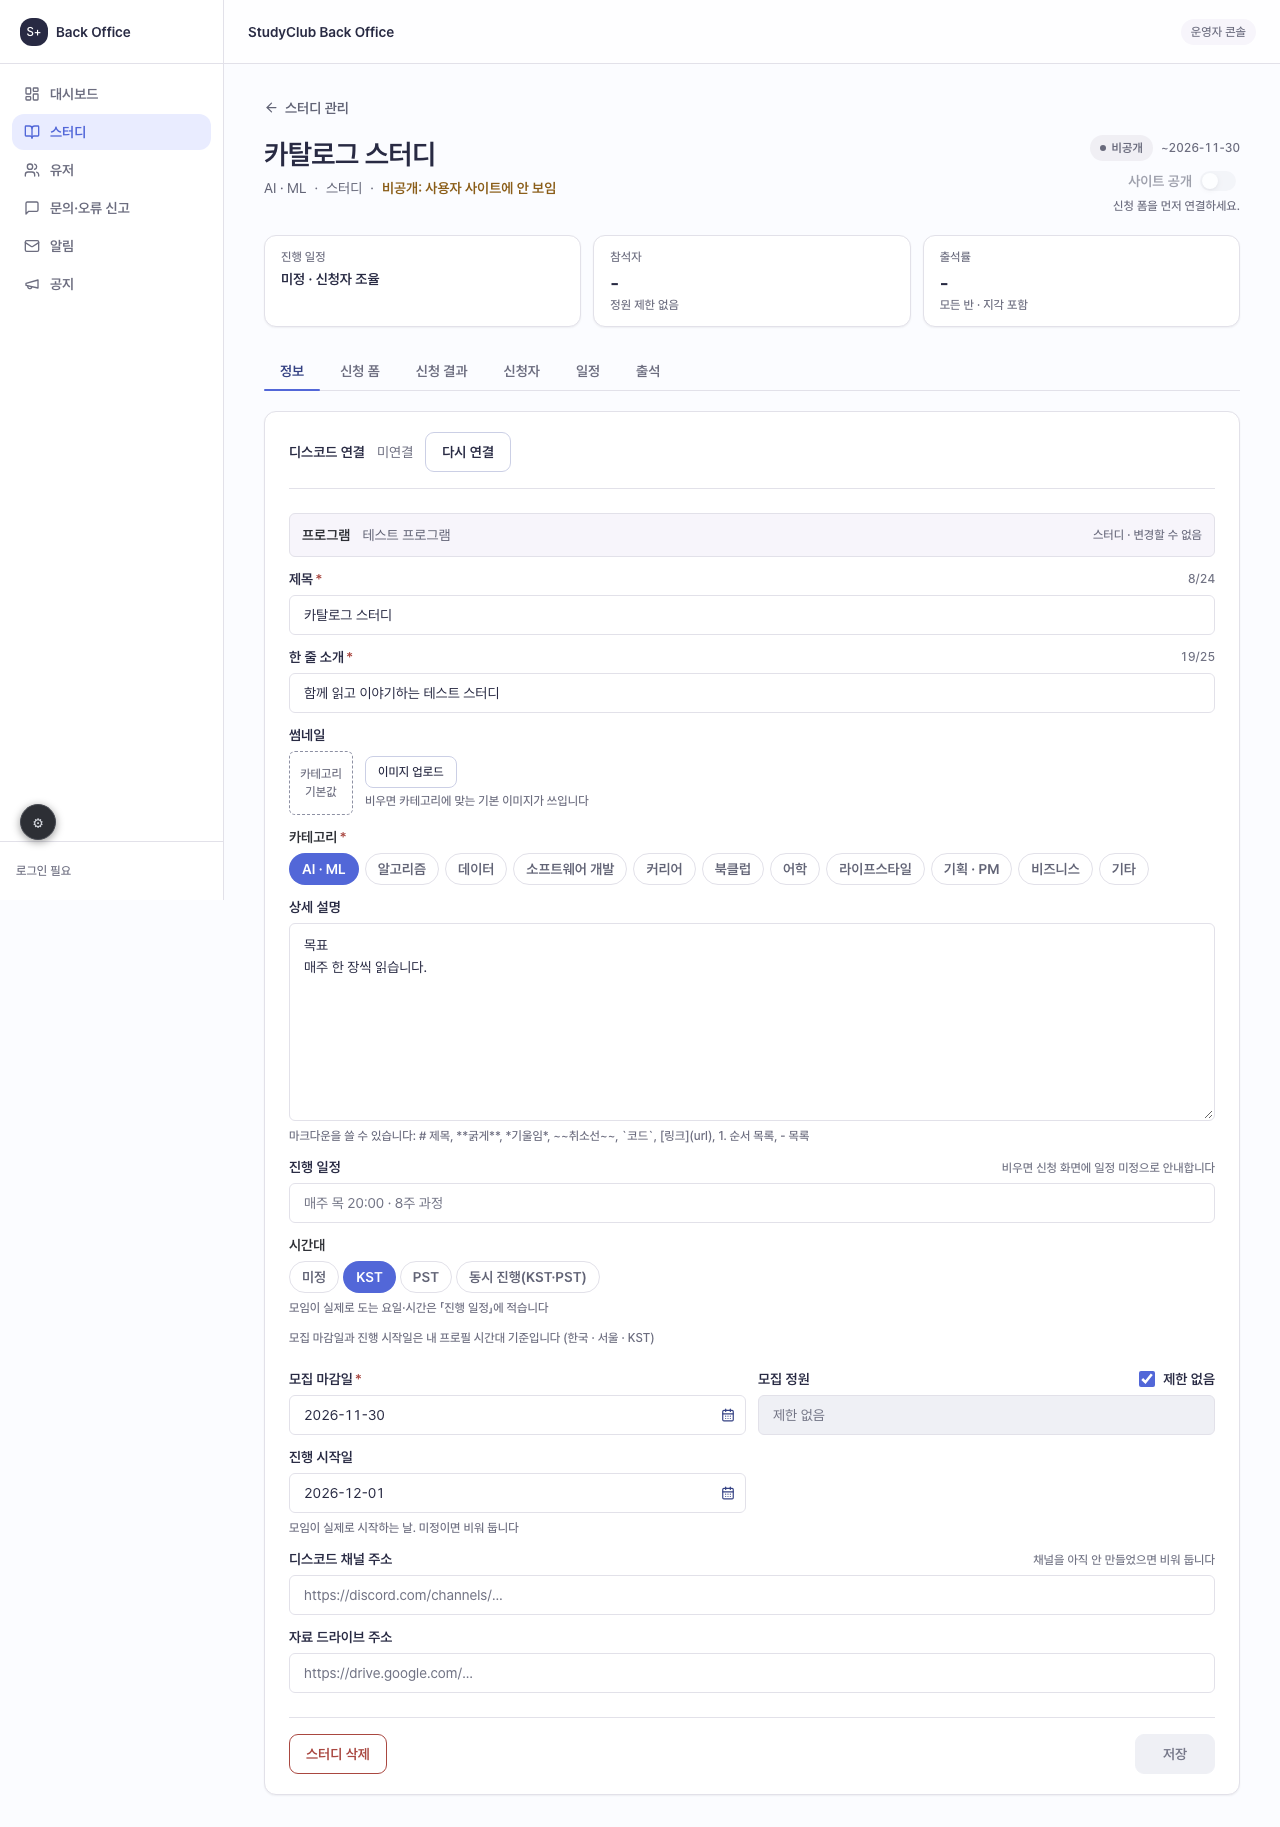 S+ Back Office
StudyClub Back Office
운영자 콘솔
대시보드
스터디
유저
문의·오류 신고
알림
공지
로그인 필요
← 스터디 관리
카탈로그 스터디
AI · ML · 스터디 · 비공개: 사용자 사이트에 안 보임
비공개 ~2026-11-30
사이트 공개
신청 폼을 먼저 연결하세요.
진행 일정
미정 · 신청자 조율
참석자
-
정원 제한 없음
출석률
-
모든 반 · 지각 포함
정보 신청 폼 신청 결과 신청자 일정 출석
디스코드 연결 미연결 다시 연결
프로그램 테스트 프로그램 스터디 · 변경할 수 없음
제목* 8/24
카탈로그 스터디
한 줄 소개* 19/25
함께 읽고 이야기하는 테스트 스터디
썸네일
카테고리
기본값
이미지 업로드
비우면 카테고리에 맞는 기본 이미지가 쓰입니다
카테고리*
AI · ML 알고리즘 데이터 소프트웨어 개발 커리어 북클럽 어학 라이프스타일 기획 · PM 비즈니스 기타
상세 설명
목표
매주 한 장씩 읽습니다.
마크다운을 쓸 수 있습니다: # 제목, **굵게**, *기울임*, ~~취소선~~, `코드`, [링크](url), 1. 순서 목록, - 목록
진행 일정 비우면 신청 화면에 일정 미정으로 안내합니다
매주 목 20:00 · 8주 과정
시간대
미정 KST PST 동시 진행(KST·PST)
모임이 실제로 도는 요일·시간은 「진행 일정」에 적습니다
모집 마감일과 진행 시작일은 내 프로필 시간대 기준입니다 (한국 · 서울 · KST)
모집 마감일*
2026-11-30
모집 정원 제한 없음
제한 없음
진행 시작일
2026-12-01
모임이 실제로 시작하는 날. 미정이면 비워 둡니다
디스코드 채널 주소 채널을 아직 안 만들었으면 비워 둡니다
https://discord.com/channels/...
자료 드라이브 주소
https://drive.google.com/...
스터디 삭제 저장